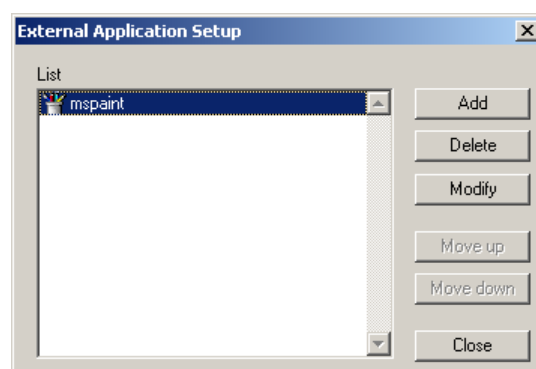 External Application Setup
List
mspaint
Add
Delete
Modify
Move up
Move down
Close